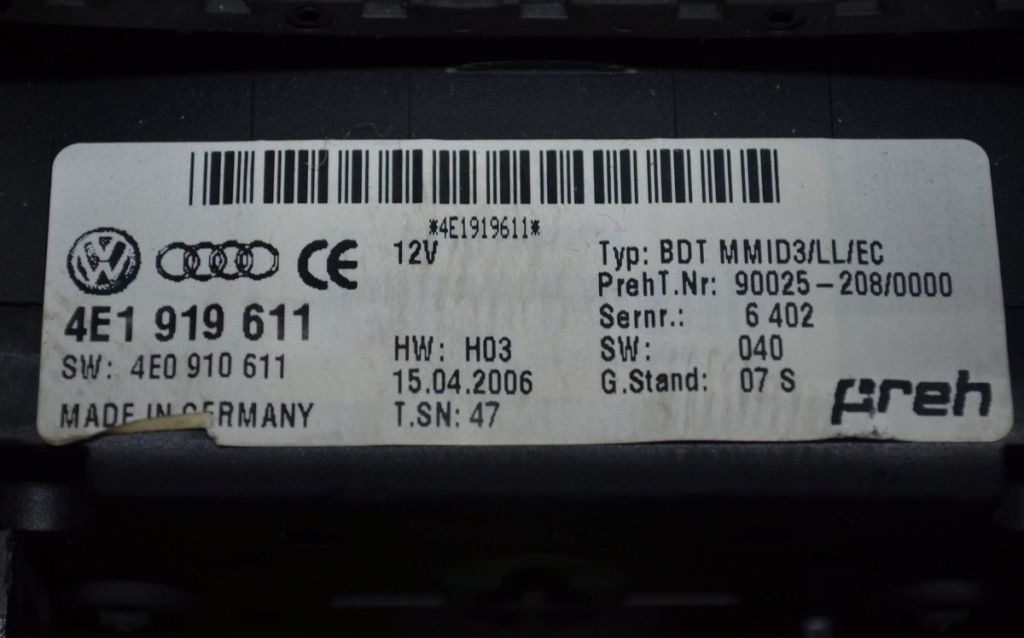 *4E1919611*
12V
4E1 919 611
SW: 4E0 910 611
MADE IN GERMANY
HW: H03
15.04.2006
T.SN: 47
Typ: BDT MMID3/LL/EC
PrehT.Nr: 90025-208/0000
Sernr.: 6 402
SW: 040
G.Stand: 07 S
preh
CE